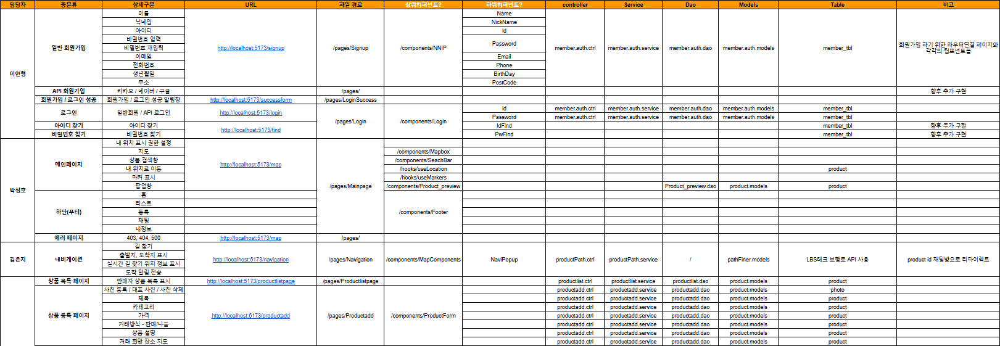 담당자 중분류 상세구분 URL 파일 경로 상위컴퍼넌트? 하위컴퍼넌트? controller Service Dao Models Table 비고
이름 Name
닉네임 NickName
아이디 Id
비밀번호 입력
일반 회원가입 비밀번호 재입력 http://localhost:5173/signup /pages/Signup /components/NNIP Password member.auth.ctrl member.auth.service member.auth.dao member.auth.models member_tbl 회원가입 하기 위한 라우터연결 페이지와
각각의 컴포넌트들
이메일 Email
전화번호 Phone
이안형 생년월일 BirthDay
주소 PostCode
API 회원가입 카카오 / 네이버 / 구글 /pages/ 향후 추가 구현
회원가입 / 로그인 성공 회원가입 / 로그인 성공 알림창 http://localhost:5173/successform /pages/LoginSuccess
로그인 일반회원 / API 로그인 http://localhost:5173/login /pages/Login /components/Login Id member.auth.ctrl member.auth.service member.auth.dao member.auth.models member_tbl
Password member.auth.ctrl member.auth.service member.auth.dao member.auth.models member_tbl
아이디 찾기 아이디 찾기 http://localhost:5173/find IdFind member_tbl 향후 추가 구현
비밀번호 찾기 비밀번호 찾기 PwFind member_tbl 향후 추가 구현
내 위치 표시 권한 설정
지도 /components/Mapbox
상품 검색창 /components/SeachBar
메인페이지 http://localhost:5173/map
내 위치로 이동 /hooks/useLocation product
마커 표시 /hooks/useMarkers
팝업창 /pages/Mainpage /components/Product_preview Product_preview.dao product.models product
박성호 홈
리스트
하단(푸터) 등록 /components/Footer
채팅
내정보
에러 페이지 403, 404, 500 http://localhost:5173/map /pages/
길 찾기
출발지, 도착지 표시
김은지 내비게이션 http://localhost:5173/navigation /pages/Navigation /components/MapComponents NaviPopup productPath.ctrl productPath.service / pathFiner.models LBS테크 보행로 API 사용 product id 채팅방으로 리다이렉트
실시간 길 찾기 위치 정보 표시
도착 알림 전송
상품 목록 페이지 판매자 상품 목록 표시 http://localhost:5173/productlistpage /pages/Productlistpage productlist.ctrl productlist.service productlist.dao product.models product
사진 등록 / 대표 사진 / 사진 삭제 productadd.ctrl productadd.service productadd.dao product.models photo
제목 productadd.ctrl productadd.service productadd.dao product.models product
카테고리 productadd.ctrl productadd.service productadd.dao product.models product
상품 등록 페이지 가격 http://localhost:5173/productadd /pages/Productadd /components/ProductForm productadd.ctrl productadd.service productadd.dao product.models product
거래방식 - 판매/나눔 productadd.ctrl productadd.service productadd.dao product.models product
상품 설명 productadd.ctrl productadd.service productadd.dao product.models product
거래 희망 장소 지도 productadd.ctrl productadd.service productadd.dao product.models product